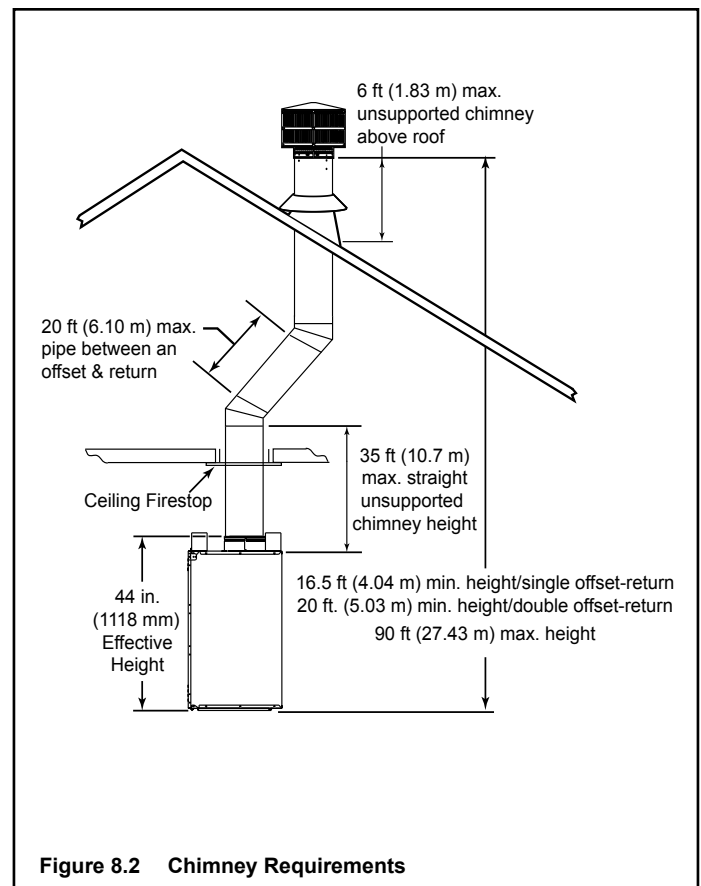 6 ft (1.83 m) max.
unsupported chimney
above roof
20 ft (6.10 m) max.
pipe between an
offset & return
Ceiling Firestop
35 ft (10.7 m)
max. straight
unsupported
chimney height
44 in.
(1118 mm)
Effective
Height
16.5 ft (4.04 m) min. height/single offset-return
20 ft. (5.03 m) min. height/double offset-return
90 ft (27.43 m) max. height
Figure 8.2 Chimney Requirements